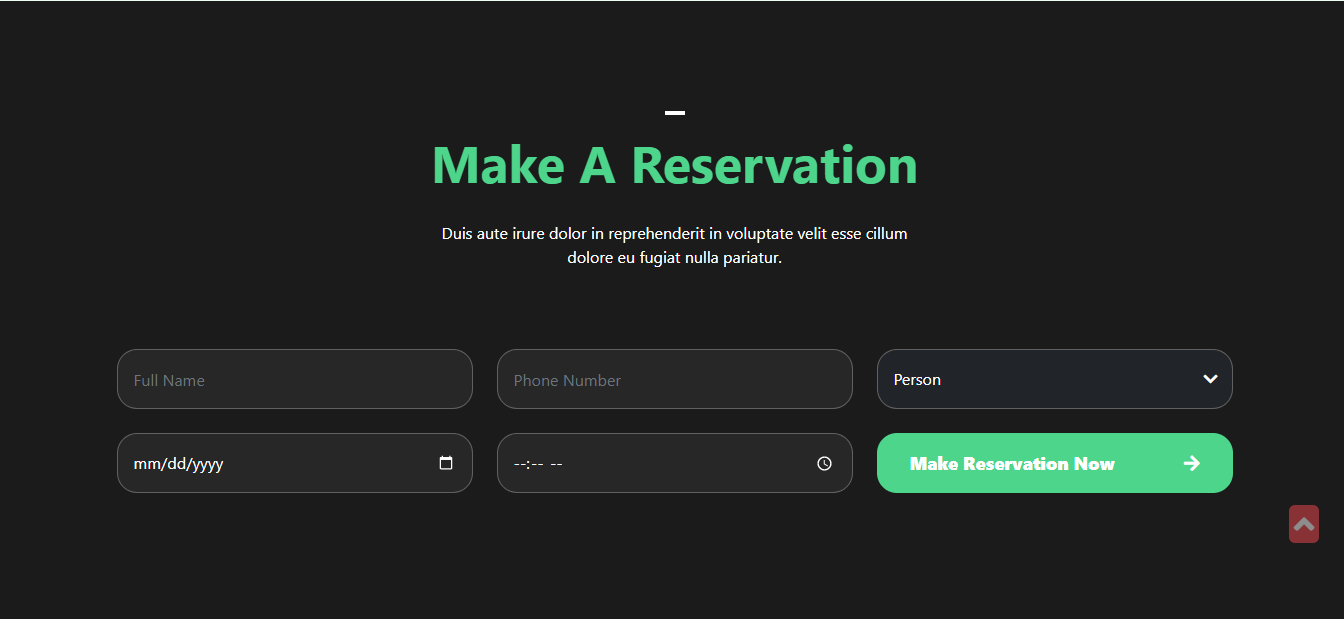 Make A Reservation
Duis aute irure dolor in reprehenderit in voluptate velit esse cillum
dolore eu fugiat nulla pariatur.
Full Name
Phone Number
Person
mm/dd/yyyy
--:-- --
Make Reservation Now